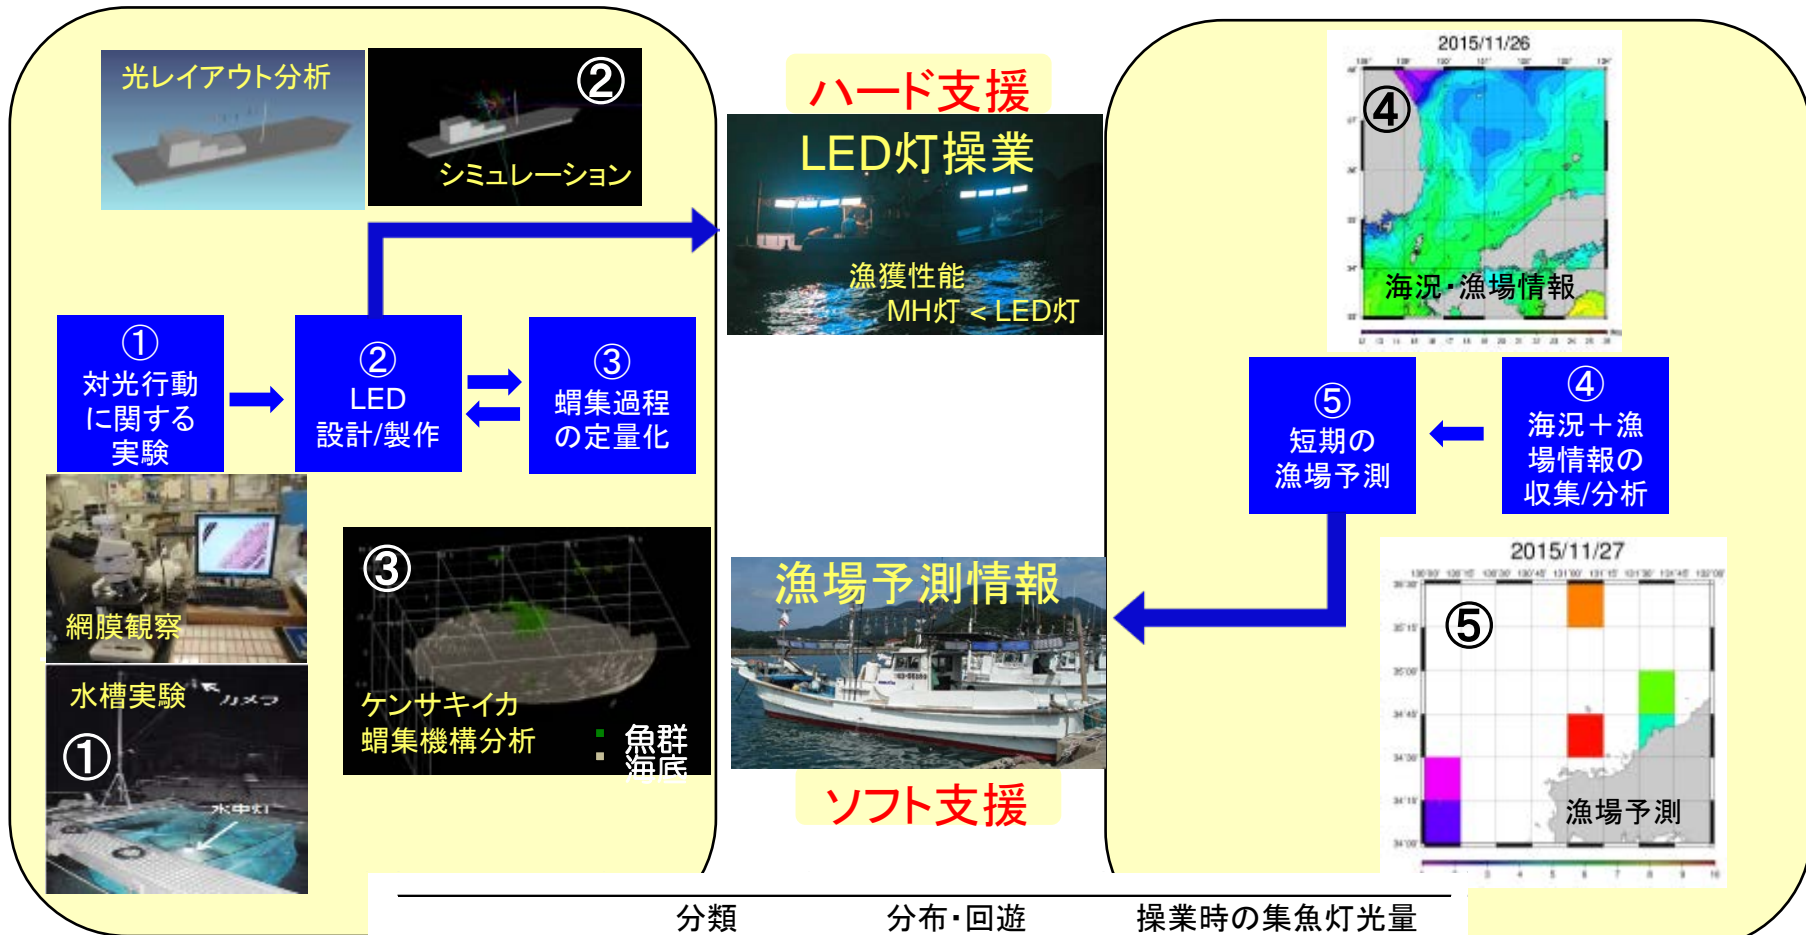 光レイアウト分析
②
シミュレーション
ハード支援
LED灯操業
漁獲性能
MH灻 < LED灯
2015/11/26
④
海況・漁場情報
①
対光行動
に関する
実験
②
LED
設計/製作
③
蝟集過程
の定量化
⑤
短期の
漁場予測
④
海況＋漁
場情報の
収集/分析
網膜観察
水槽実験
カメラ
①
水中灯
③
ケンサキイカ
蝟集機構分析
魚群
海底
漁場予測情報
ソフト支援
2015/11/27
⑤
漁場予測
分類 分布・回遊 操業時の集魚灯光量